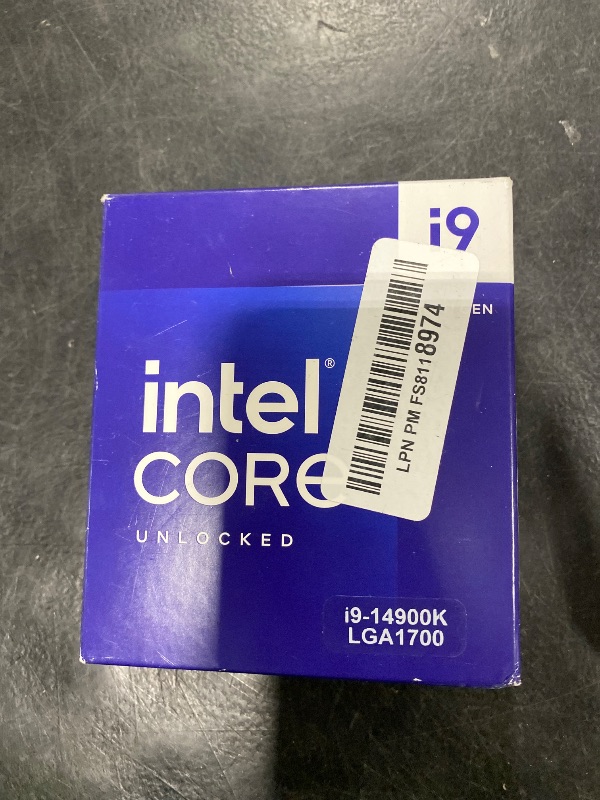 i9
EN
intel®
CORE
UNLOCKED
LPN PM FS8118974
i9-14900K
LGA1700